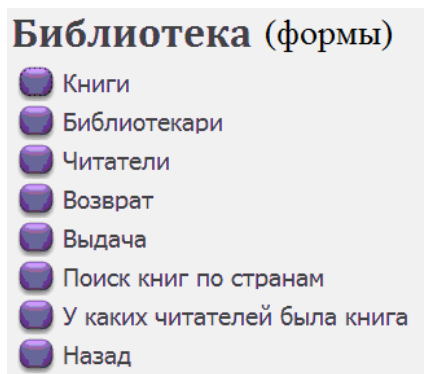 Библиотека (формы)
Книги
Библиотекари
Читатели
Возврат
Выдача
Поиск книг по странам
У каких читателей была книга
Назад